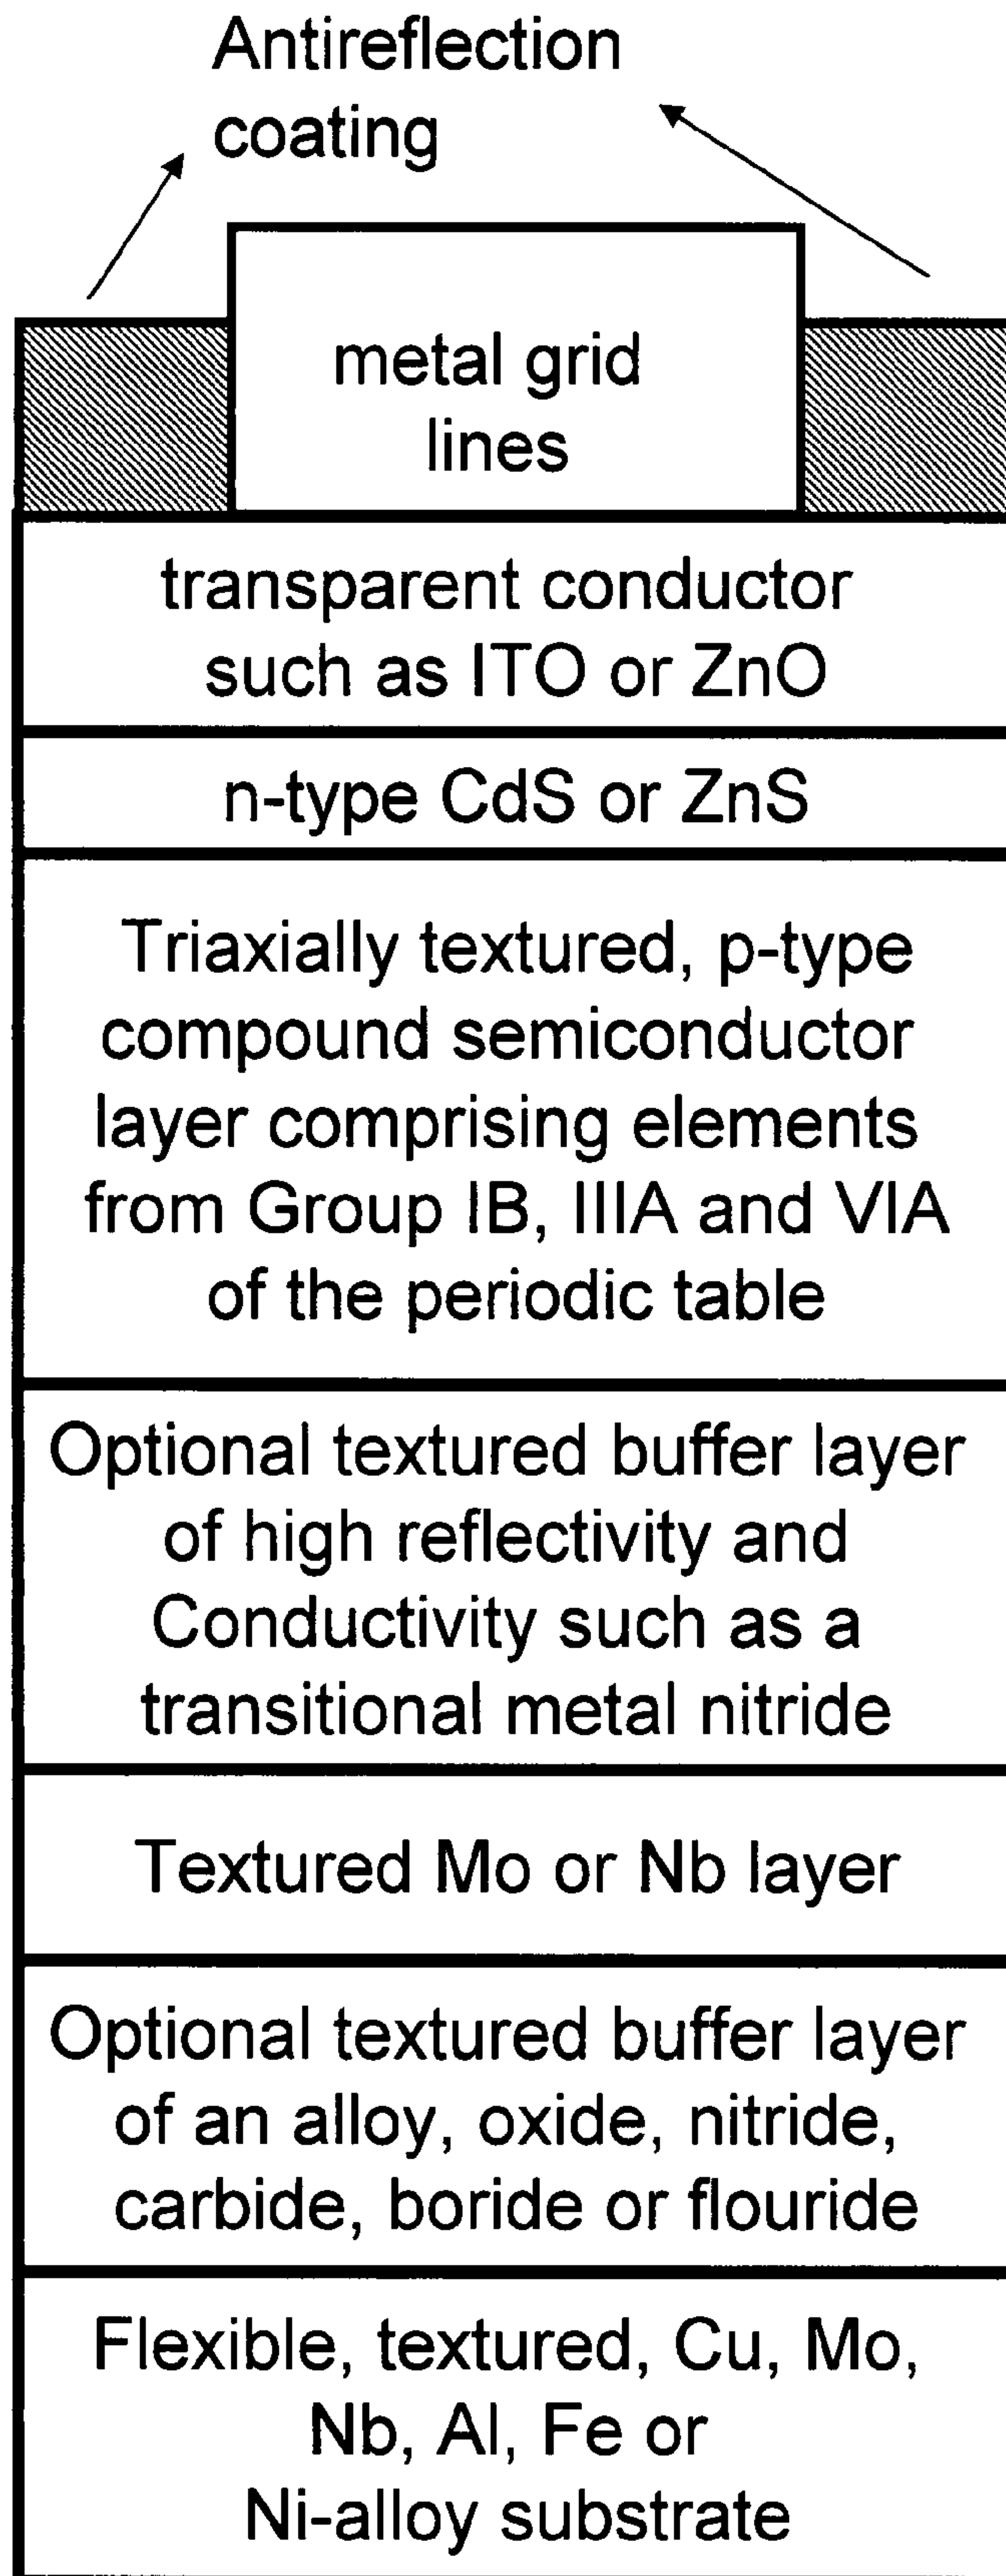 Antireflection
coating
metal grid
lines
transparent conductor
such as ITO or ZnO
n-type CdS or ZnS
Triaxially textured, p-type
compound semiconductor
layer comprising elements
from Group IB, IIIA and VIA
of the periodic table
Optional textured buffer layer
of high reflectivity and
Conductivity such as a
transitional metal nitride
Textured Mo or Nb layer
Optional textured buffer layer
of an alloy, oxide, nitride,
carbide, boride or flouride
Flexible, textured, Cu, Mo,
Nb, Al, Fe or
Ni-alloy substrate